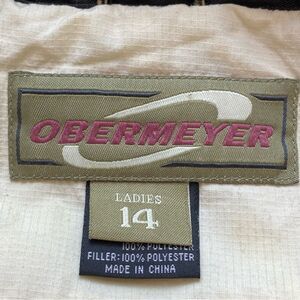 OBERMEYER
LADIES
14
100% POLYESTER
FILLER: 100% POLYESTER
MADE IN CHINA